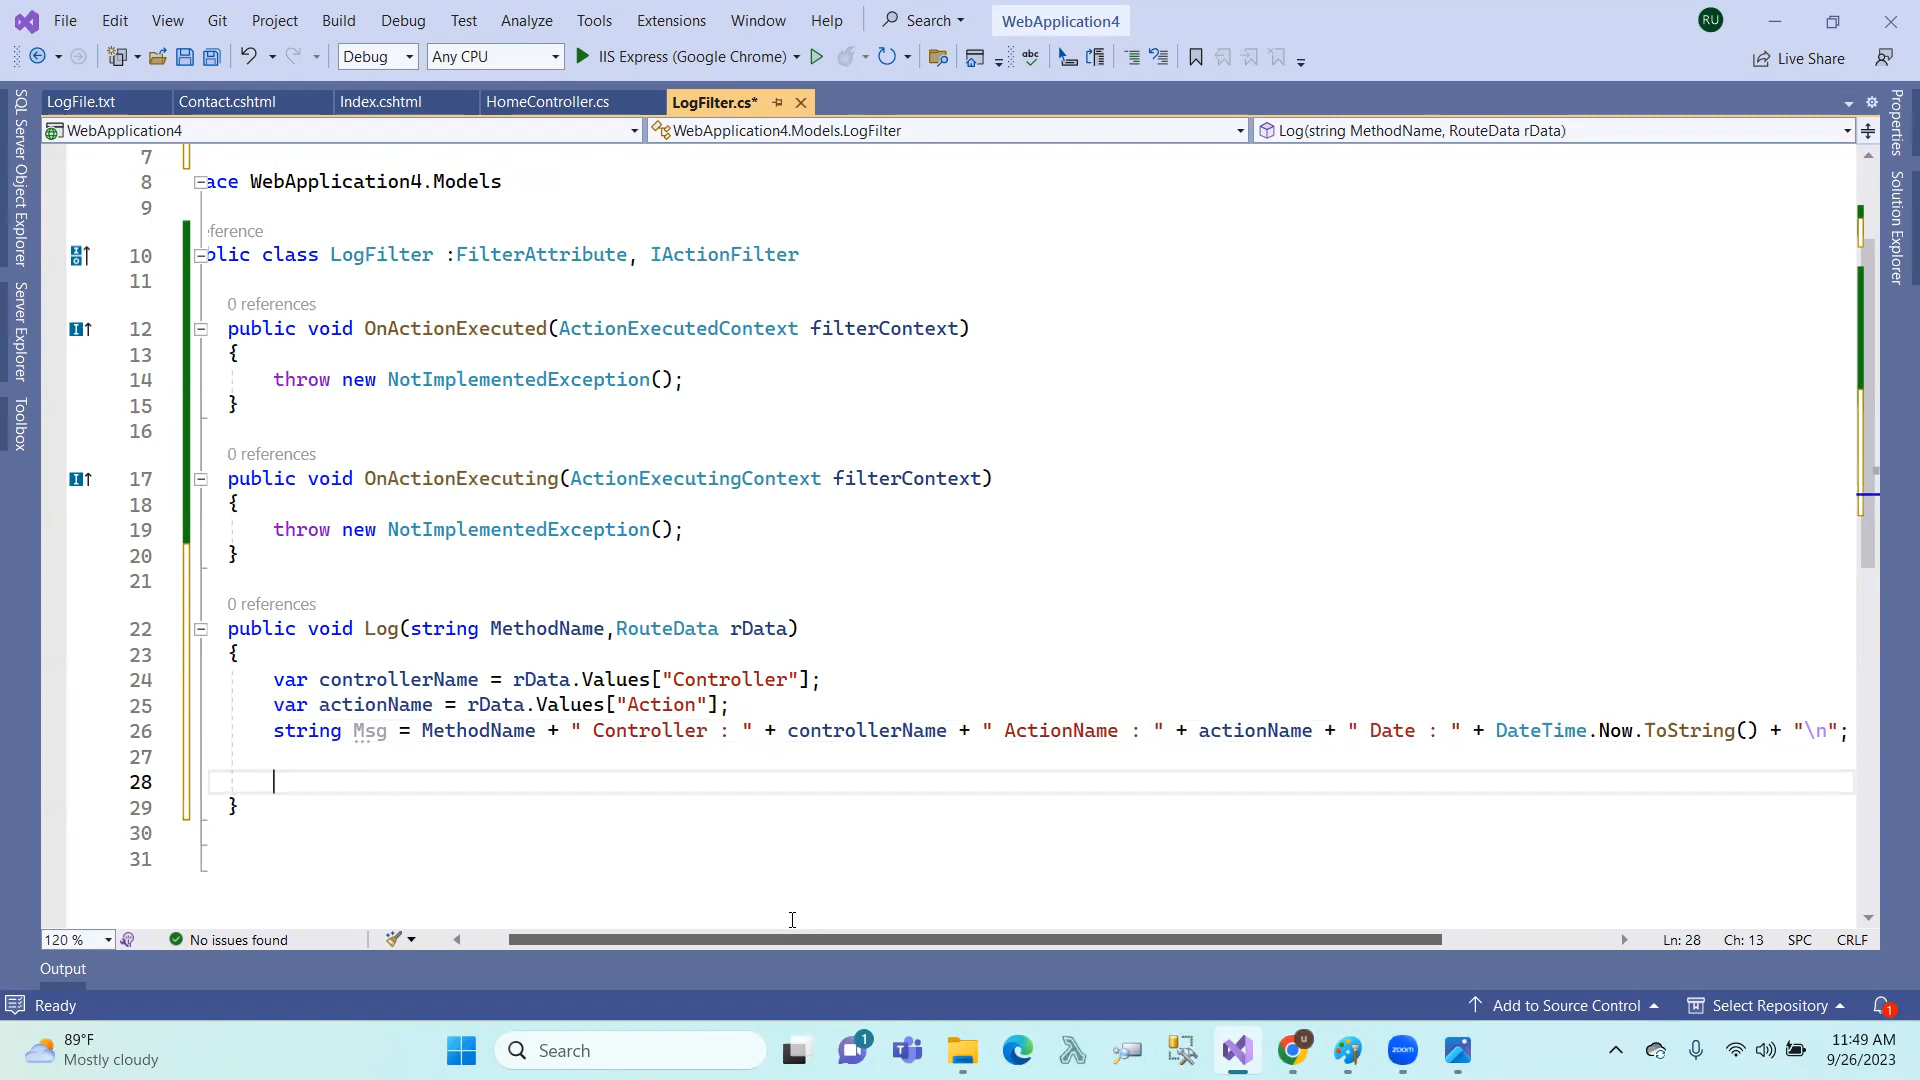 File Edit View Git Project Build Debug Test Analyze Tools Extensions Window Help Search WebApplication4 RU
Debug Any CPU IIS Express (Google Chrome) Live Share
LogFile.txt Contact.cshtml Index.cshtml HomeController.cs LogFilter.cs*
WebApplication4 WebApplication4.Models.LogFilter Log(string MethodName, RouteData rData)
SQL Server Object Explorer
Server Explorer
Toolbox
Properties
Solution Explorer
7
8 ace WebApplication4.Models
9
eference
10 blic class LogFilter :FilterAttribute, IActionFilter
11
0 references
12 public void OnActionExecuted(ActionExecutedContext filterContext)
13 {
14 throw new NotImplementedException();
15 }
16
0 references
17 public void OnActionExecuting(ActionExecutingContext filterContext)
18 {
19 throw new NotImplementedException();
20 }
21
0 references
22 public void Log(string MethodName,RouteData rData)
23 {
24 var controllerName = rData.Values["Controller"];
25 var actionName = rData.Values["Action"];
26 string Msg = MethodName + " Controller : " + controllerName + " ActionName : " + actionName + " Date : " + DateTime.Now.ToString() + "\n";
27
28
29 }
30
31
120 % No issues found Ln: 28 Ch: 13 SPC CRLF
Output
Ready Add to Source Control Select Repository 1
89°F
Mostly cloudy
Search
1
zoom
11:49 AM
9/26/2023